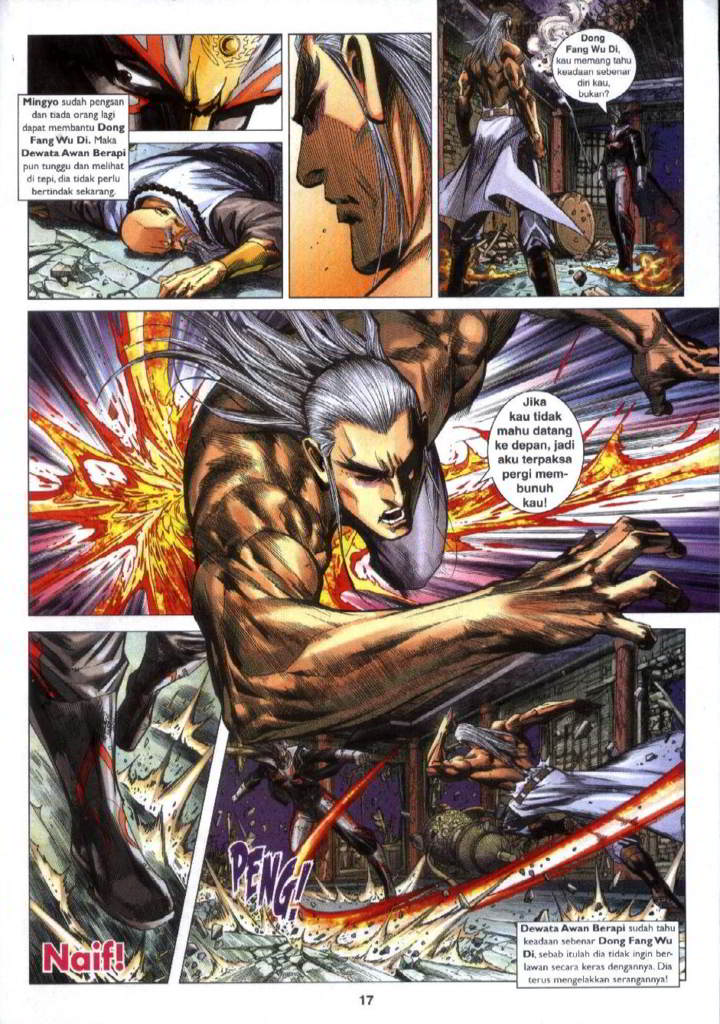 Mingyo sudah pengsan
dan tiada orang lagi
dapat membantu Dong
Fang Wu Di. Maka
Dewata Awan Berapi
pun tunggu dan melihat
di tepi, dia tidak perlu
bertindak sekarang.
Dong
Fang Wu Di,
kau memang tahu
keadaan sebenar
diri kau,
bukan?
Jika
kau tidak
mahu datang
ke depan, jadi
aku terpaksa
pergi mem-
bunuh
kau!
Naif!
PENG!
Dewata Awan Berapi sudah tahu
keadaan sebenar Dong Fang Wu
Di, sebab itulah dia tidak ingin ber-
lawan secara keras dengannya. Dia
terus mengelakkan serangannya!
17